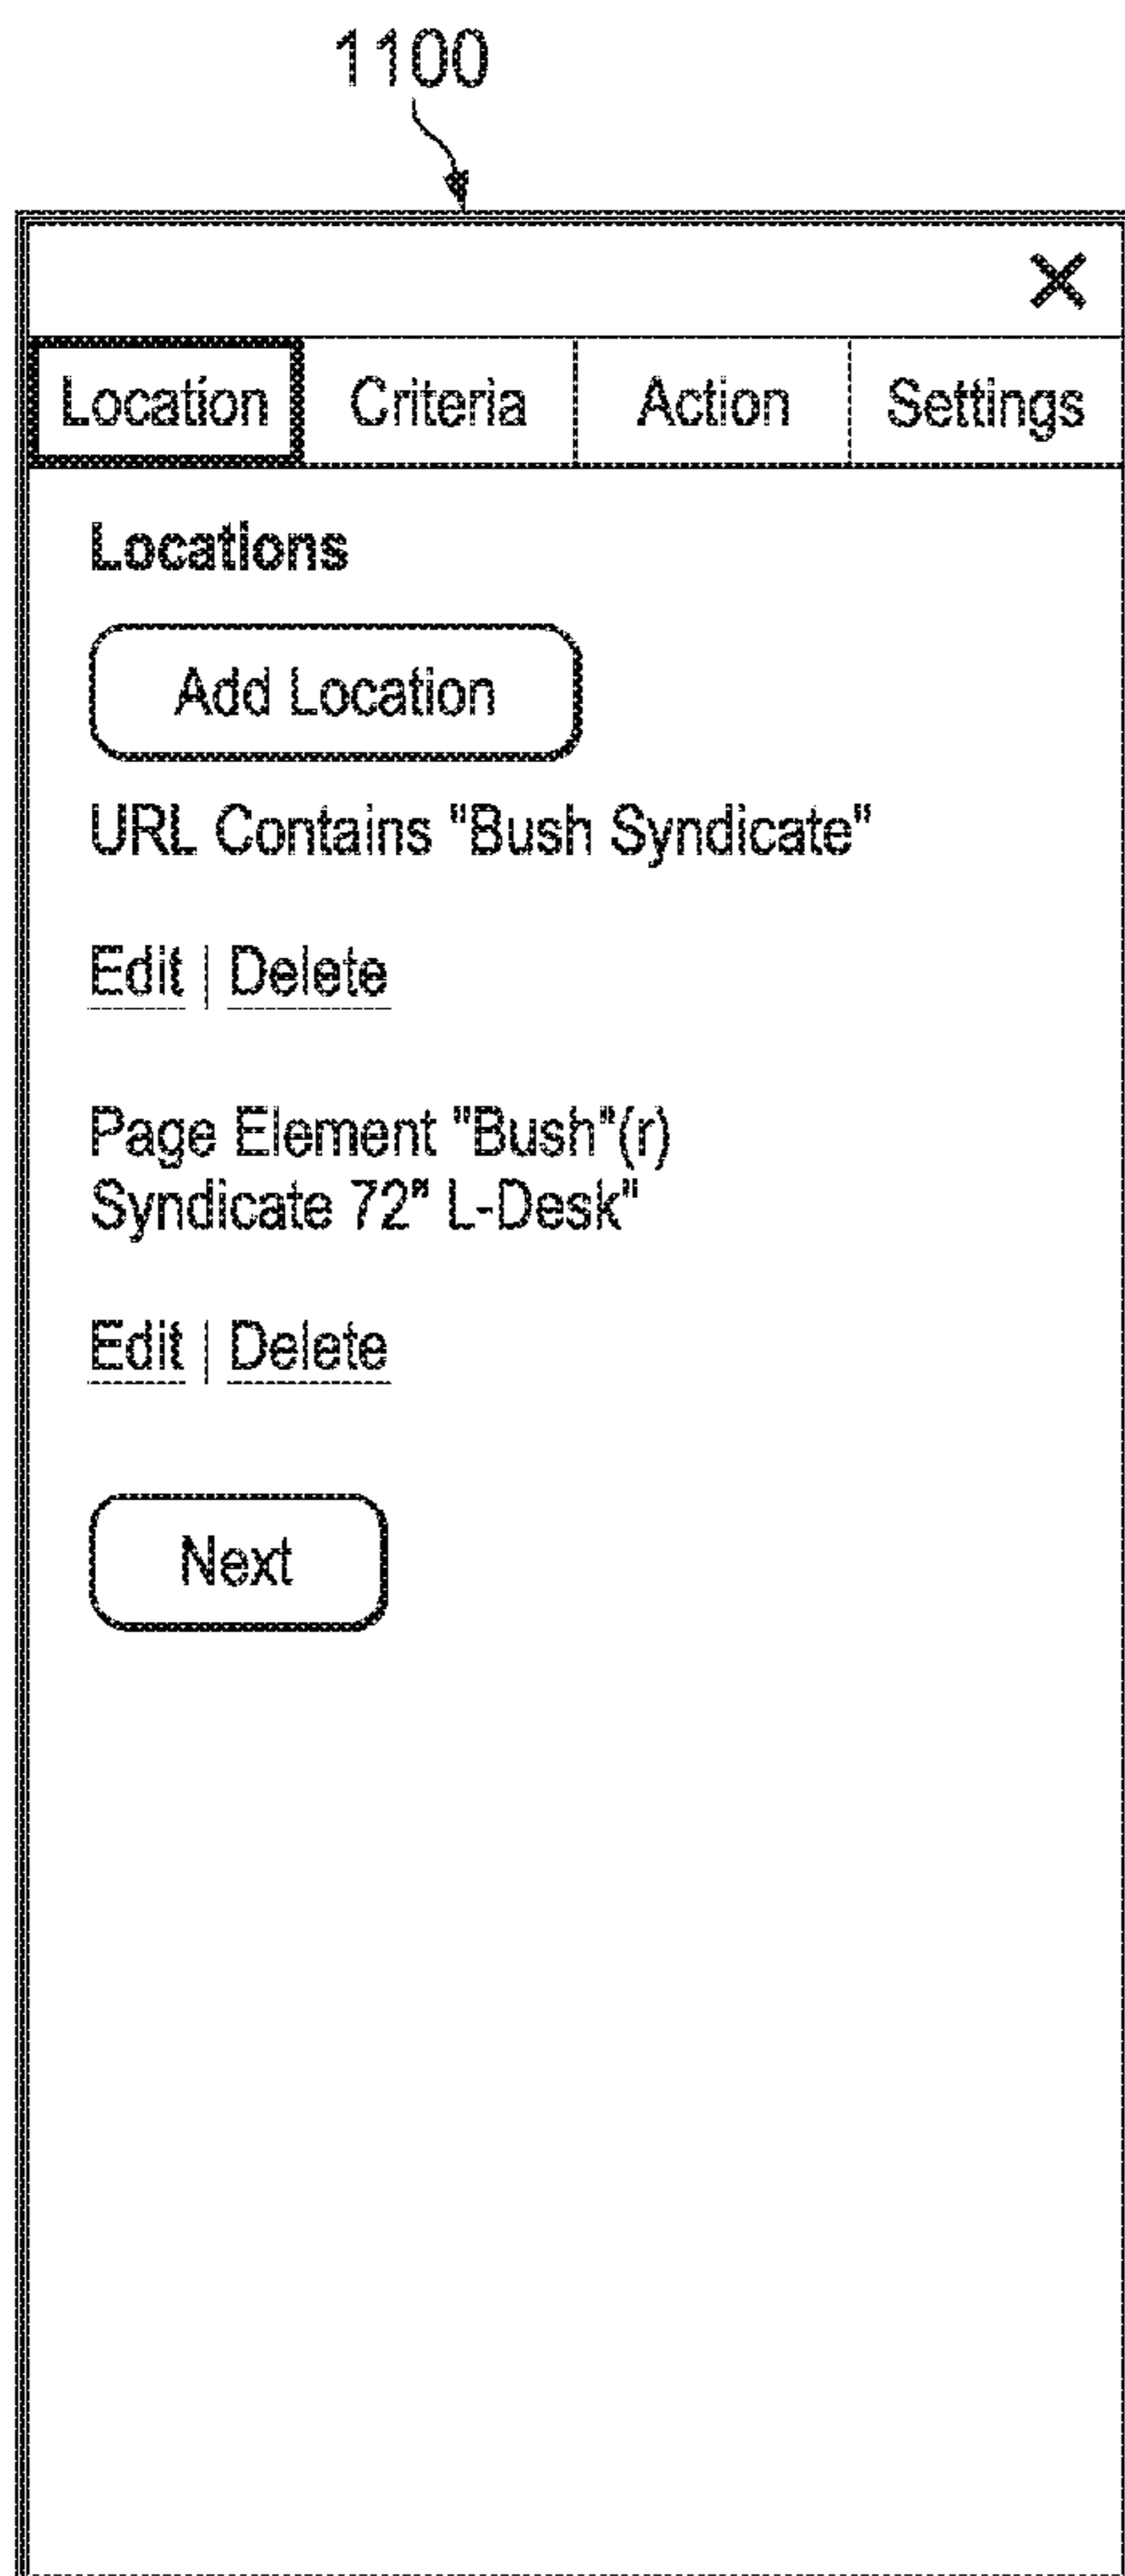 1100
X
Location Criteria Action Settings
Locations
Add Location
URL Contains "Bush Syndicate"
Edit | Delete
Page Element "Bush"(r)
Syndicate 72" L-Desk"
Edit | Delete
Next